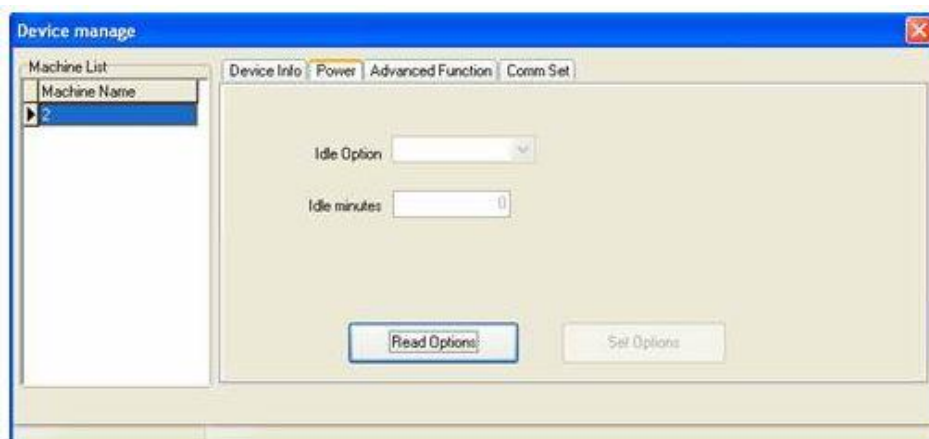 Device manage
Machine List
Machine Name
2
Device Info Power Advanced Function Comm Set
Idle Option
Idle minutes 0
Read Options Set Options